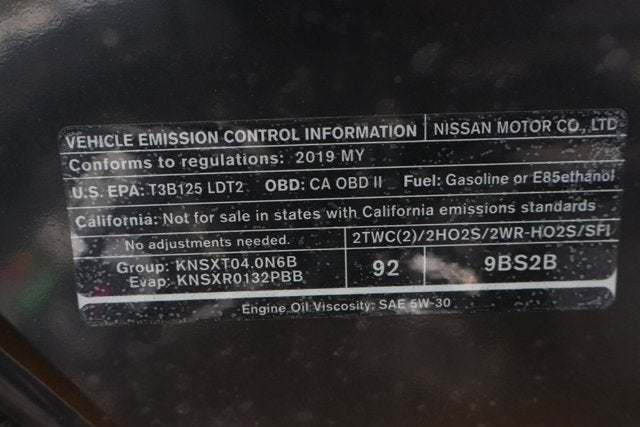 VEHICLE EMISSION CONTROL INFORMATION NISSAN MOTOR CO., LTD
Conforms to regulations: 2019 MY
U.S. EPA: T3B125 LDT2 OBD: CA OBD II Fuel: Gasoline or E85ethanol
California: Not for sale in states with California emissions standards
No adjustments needed. 2TWC(2)/2HO2S/2WR-HO2S/SFI
Group: KNSXT04.0N6B 92 9BS2B
Evap: KNSXR0132PBB
Engine Oil Viscosity: SAE 5W-30